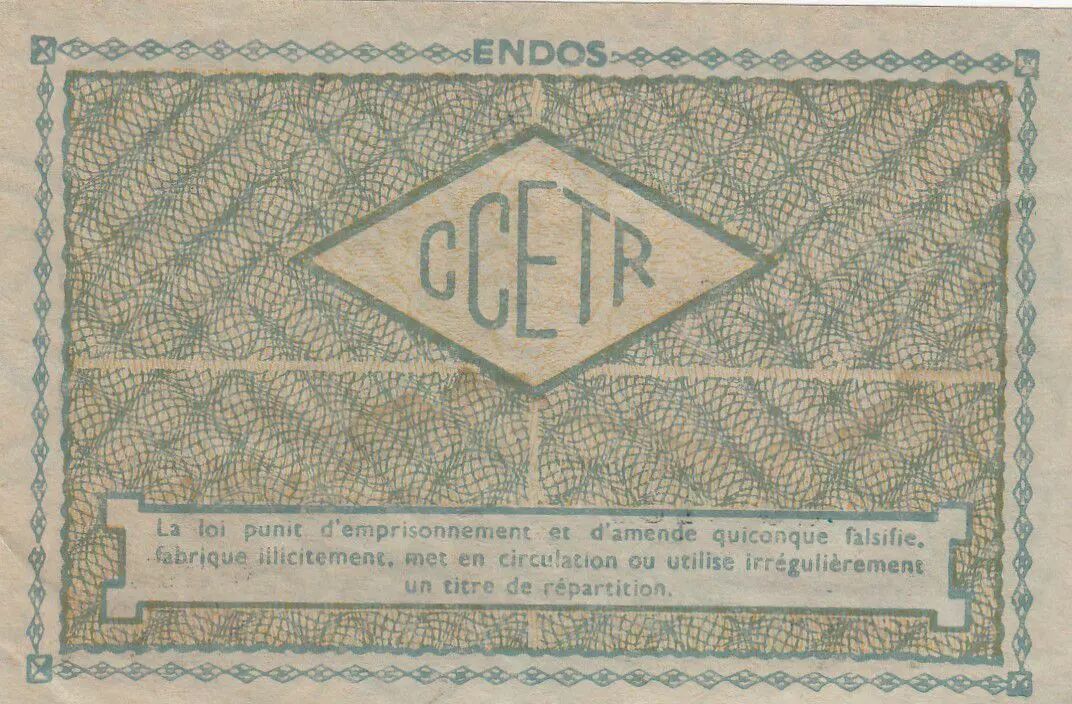 ENDOS
CCETR
La loi punit d'emprisonnement et d'amende quiconque falsifie,
fabrique illicitement, met en circulation ou utilise irrégulièrement
un titre de répartition.